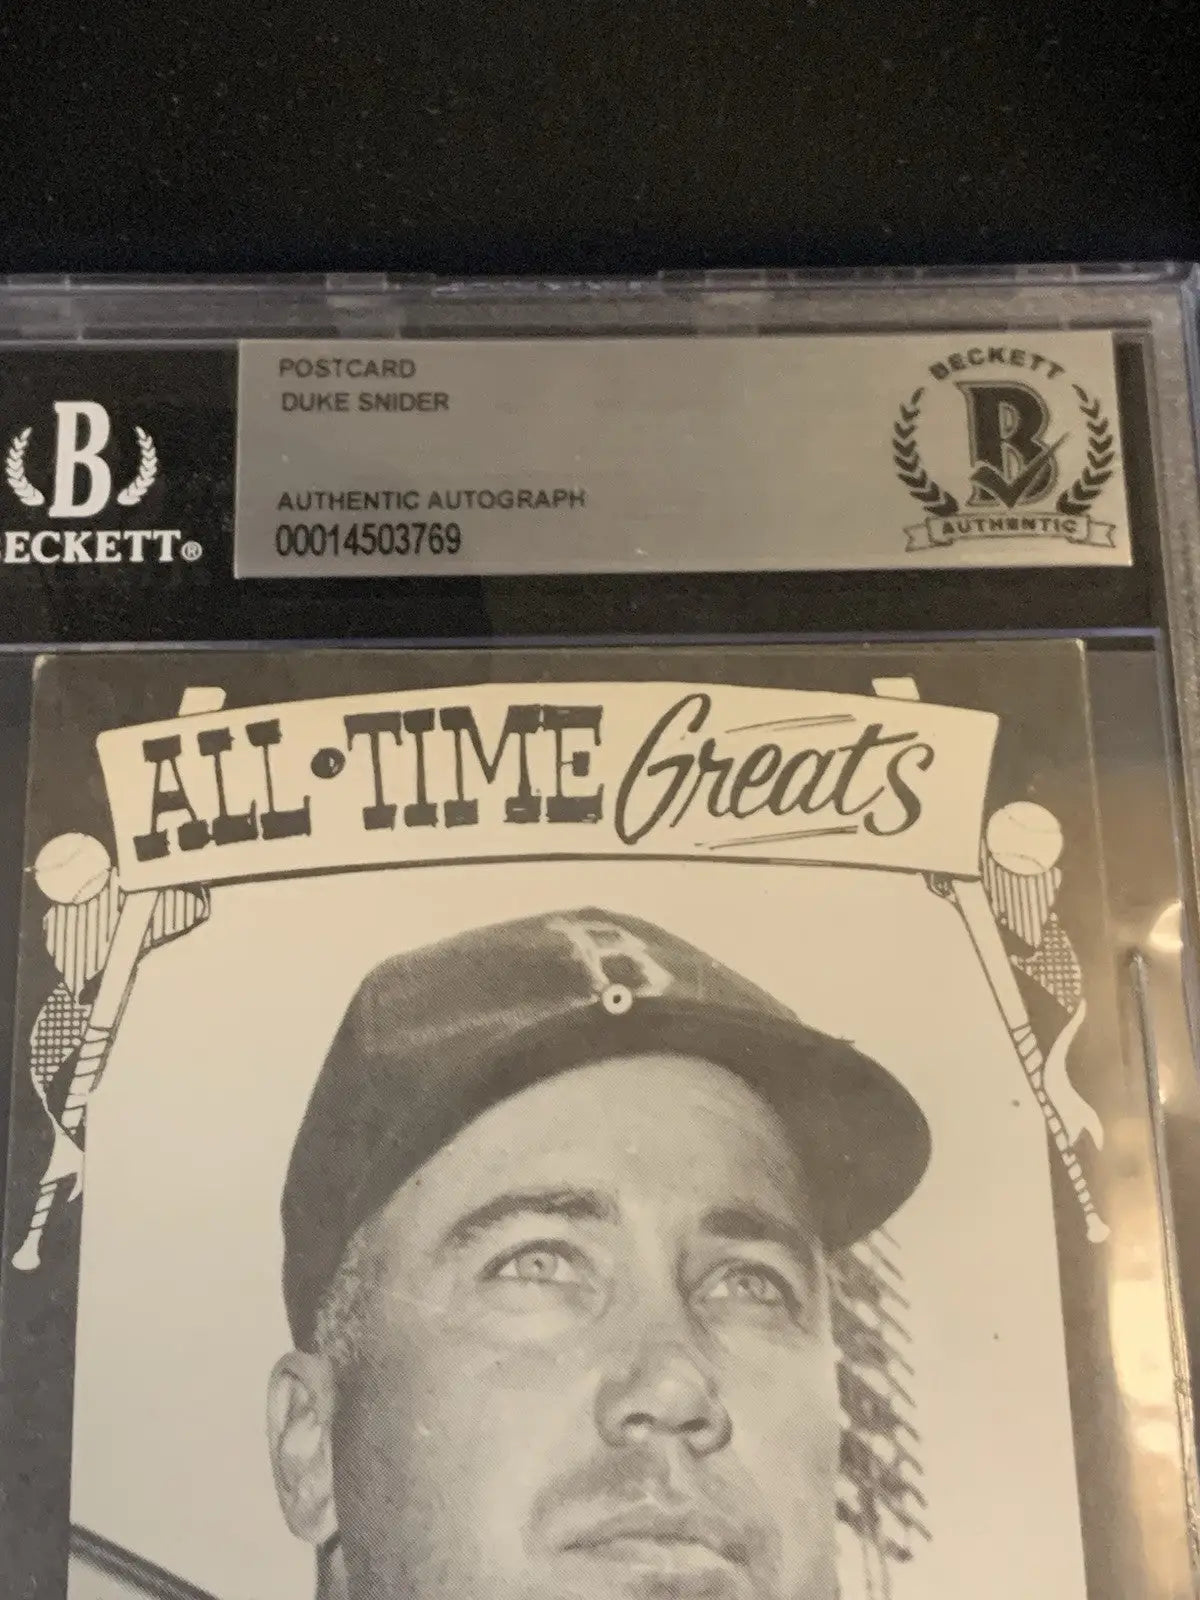 POSTCARD
DUKE SNIDER
AUTHENTIC AUTOGRAPH
00014503769
B
BECKETT®
BECKETT
B
AUTHENTIC
ALL·TIME Greats
B